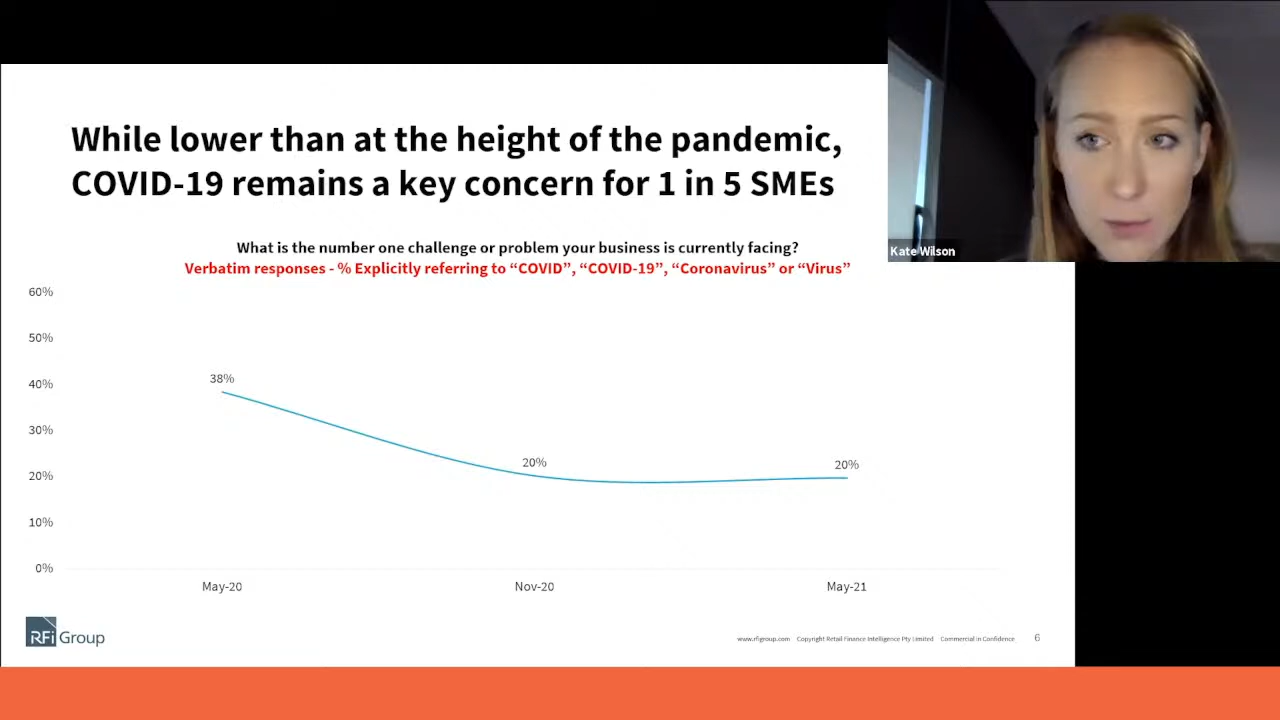 While lower than at the height of the pandemic,
COVID-19 remains a key concern for 1 in 5 SMEs
Kate Wilson
What is the number one challenge or problem your business is currently facing?
Verbatim responses - % Explicitly referring to “COVID”, “COVID-19”, “Coronavirus” or “Virus”
60%
50%
40%
30%
20%
10%
0%
38%
20%
20%
May-20 Nov-20 May-21
RFi Group
www.rfigroup.com Copyright Retail Finance Intelligence Pty Limited Commercial in Confidence 6